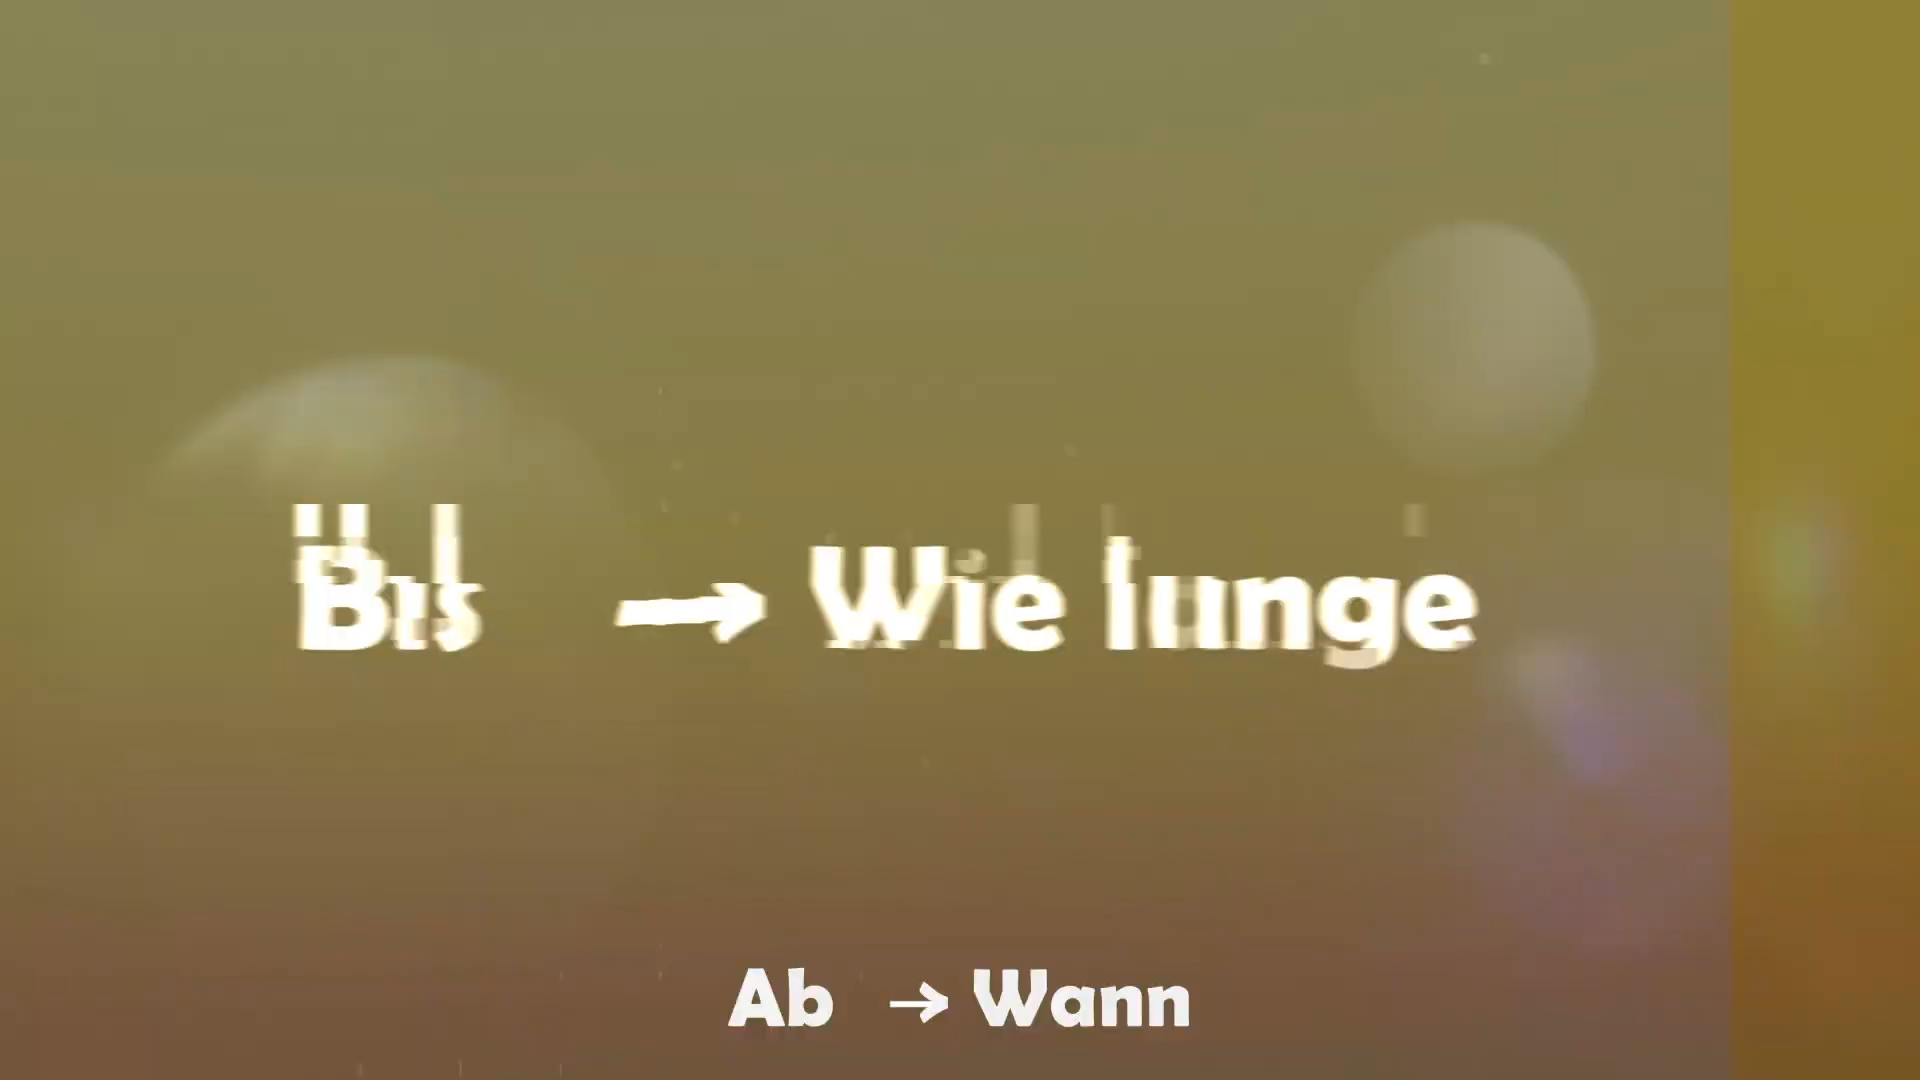 Bis → Wie lange
Ab → Wann